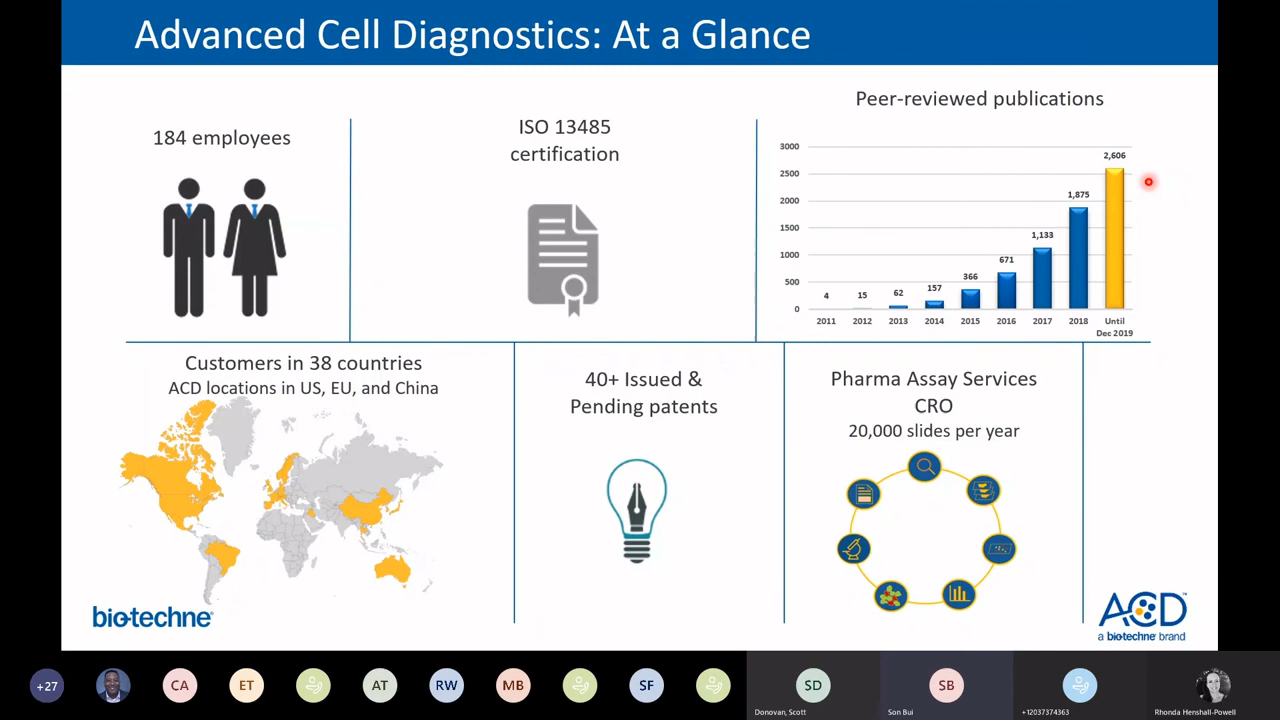 Advanced Cell Diagnostics: At a Glance
184 employees
ISO 13485
certification
Peer-reviewed publications
3000
2500
2000
1500
1000
500
0
4
15
62
157
366
671
1,133
1,875
2,606
2011
2012
2013
2014
2015
2016
2017
2018
Until
Dec 2019
Customers in 38 countries
ACD locations in US, EU, and China
40+ Issued &
Pending patents
Pharma Assay Services
CRO
20,000 slides per year
bio-techne®
ACD™
a bio-techne brand
+27
CA
ET
AT
RW
MB
SF
SD
Donovan, Scott
SB
Son Bui
+12037374363
Rhonda Henshall-Powell